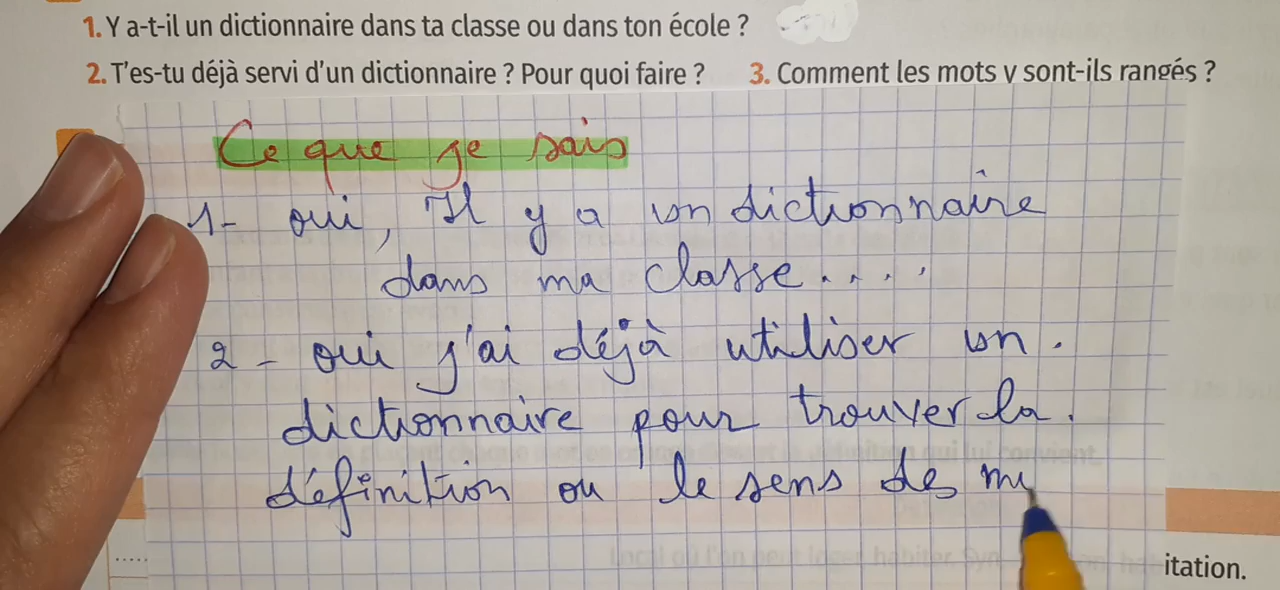 1. Y a-t-il un dictionnaire dans ta classe ou dans ton école ?
2. T'es-tu déjà servi d'un dictionnaire ? Pour quoi faire ? 3. Comment les mots y sont-ils rangés ?
Ce que je sais
1- oui, Il y a un dictionnaire
dans ma classe....
2 - oui j'ai déjà utiliser un.
dictionnaire pour trouver la.
définition ou le sens des
itation.